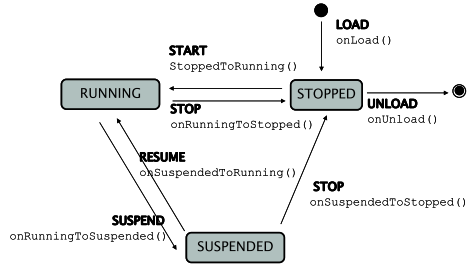 LOAD
onLoad()
START
StoppedToRunning()
RUNNING
STOPPED
STOP
onRunningToStopped()
UNLOAD
onUnload()
RESUME
onSuspendedToRunning()
STOP
onSuspendedToStopped()
SUSPEND
onRunningToSuspended()
SUSPENDED